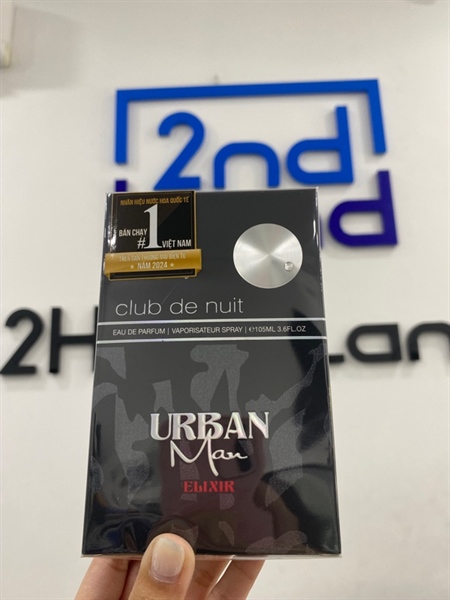 2nd
2H
Lan
NHÃN HIỆU NƯỚC HOA QUỐC TẾ
BÁN CHẠY
#1
VIỆT NAM
NĂM 2024
club de nuit
EAU DE PARFUM | VAPORISATEUR SPRAY | ℮105ML 3.6FL.OZ
URBAN
Man
ELIXIR